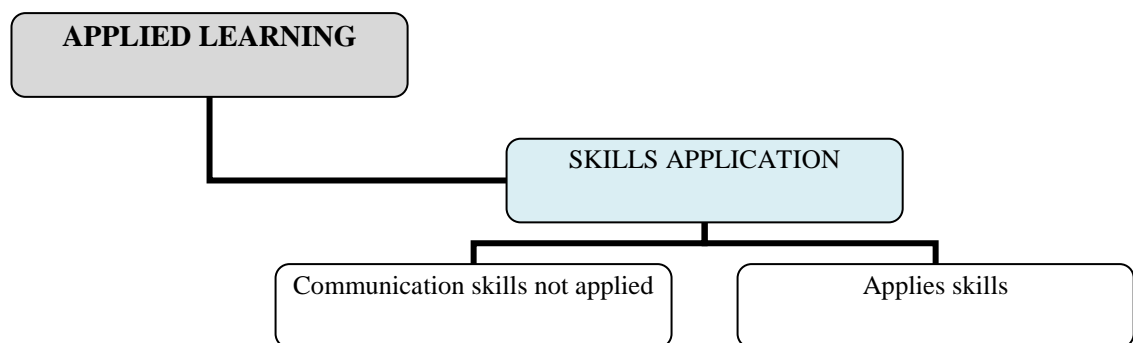 APPLIED LEARNING
SKILLS APPLICATION
Communication skills not applied
Applies skills